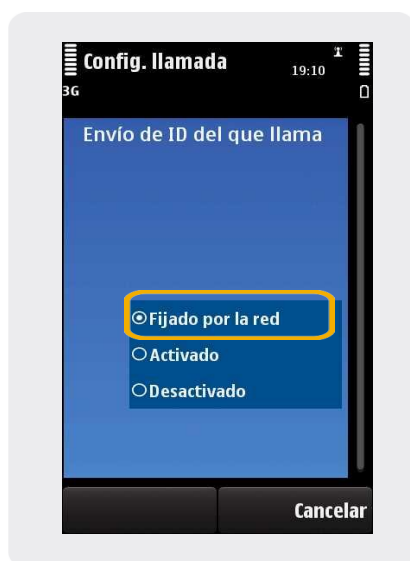 Config. llamada
19:10
3G
Envío de ID del que llama
Fijado por la red
Activado
Desactivado
Cancelar